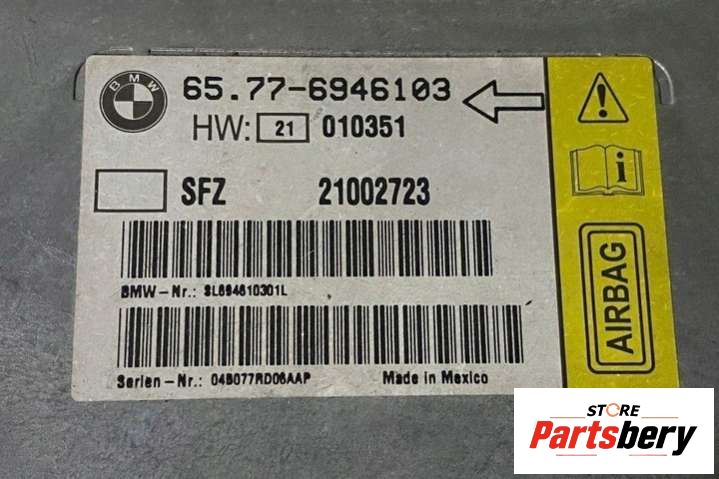 BMW
65.77-6946103
HW: 21 010351
SFZ 21002723
BMW-Nr.: SL694610301L
Serien-Nr.: 04B077RD06AAP
Made in Mexico
i
AIRBAG
STORE
Partsbery